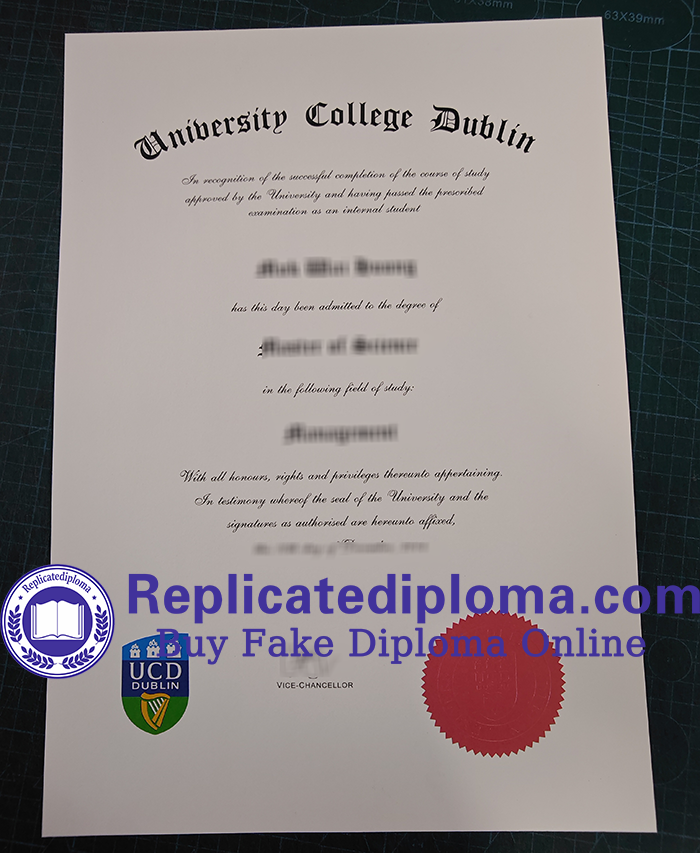 63X39mm
University College Dublin
In recognition of the successful completion of the course of study
approved by the University and having passed the prescribed
examination as an internal student
has this day been admitted to the degree of
Master of Science
in the following field of study:
Management
With all honours, rights and privileges thereunto appertaining.
In testimony whereof the seal of the University and the
signatures as authorised are hereunto affixed,
Replicatediploma
Replicatediploma.com
Buy Fake Diploma Online
UCD
DUBLIN
VICE-CHANCELLOR